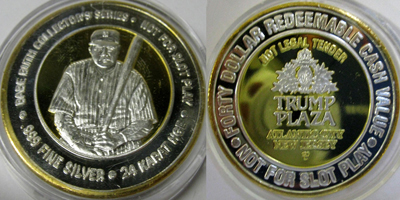 BABE RUTH COLLECTOR'S SERIES • NOT FOR SLOT PLAY •
.999 FINE SILVER • 24 KARAT HGE
FORTY DOLLAR REDEEMABLE CASH VALUE
NOT LEGAL TENDER
TRUMP
PLAZA
ATLANTIC CITY
NEW JERSEY
• NOT FOR SLOT PLAY •